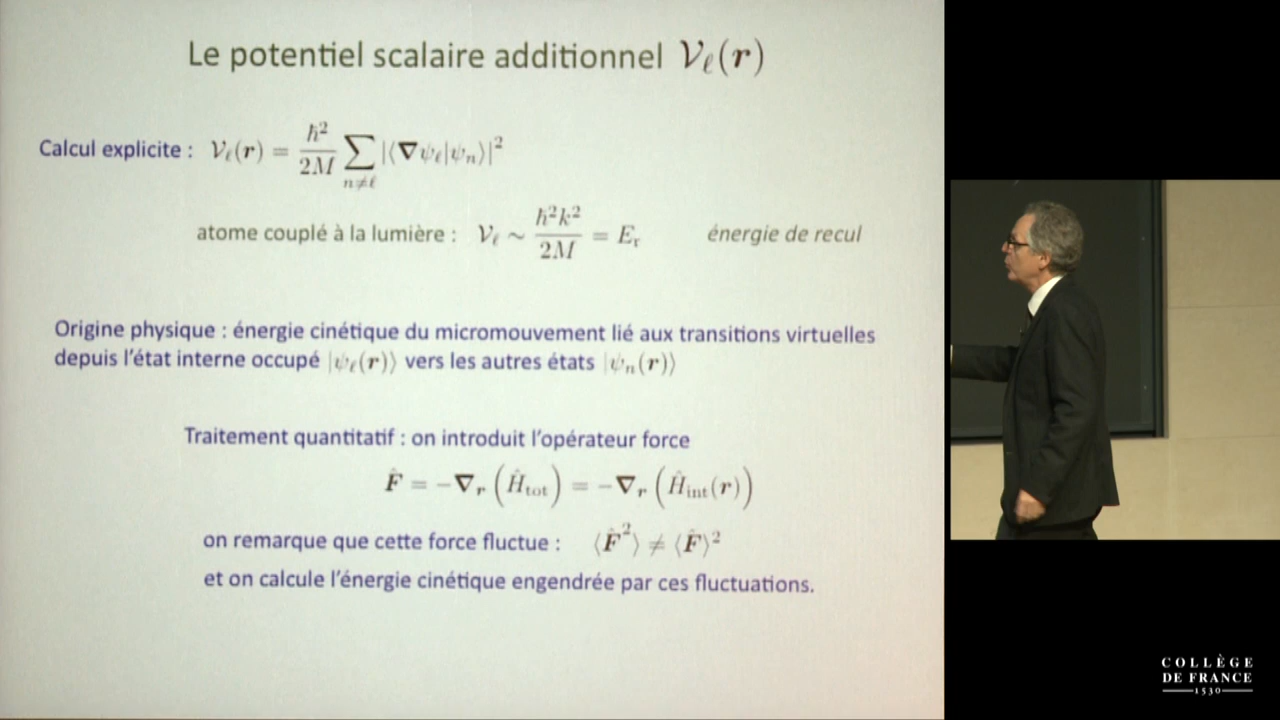 Le potentiel scalaire additionnel 𝒱ℓ(r)
Calcul explicite : 𝒱ℓ(r) = ħ²/2M ∑n≠ℓ |⟨∇ψℓ|ψn⟩|²
atome couplé à la lumière : 𝒱ℓ ∼ ħ²k²/2M = Er énergie de recul
Origine physique : énergie cinétique du micromouvement lié aux transitions virtuelles
depuis l'état interne occupé |ψℓ(r)⟩ vers les autres états |ψn(r)⟩
Traitement quantitatif : on introduit l'opérateur force
F̂ = −∇r (Ĥtot) = −∇r (Ĥint(r))
on remarque que cette force fluctue : ⟨F̂²⟩ ≠ ⟨F̂⟩²
et on calcule l'énergie cinétique engendrée par ces fluctuations.
COLLÈGE
DE FRANCE
1530